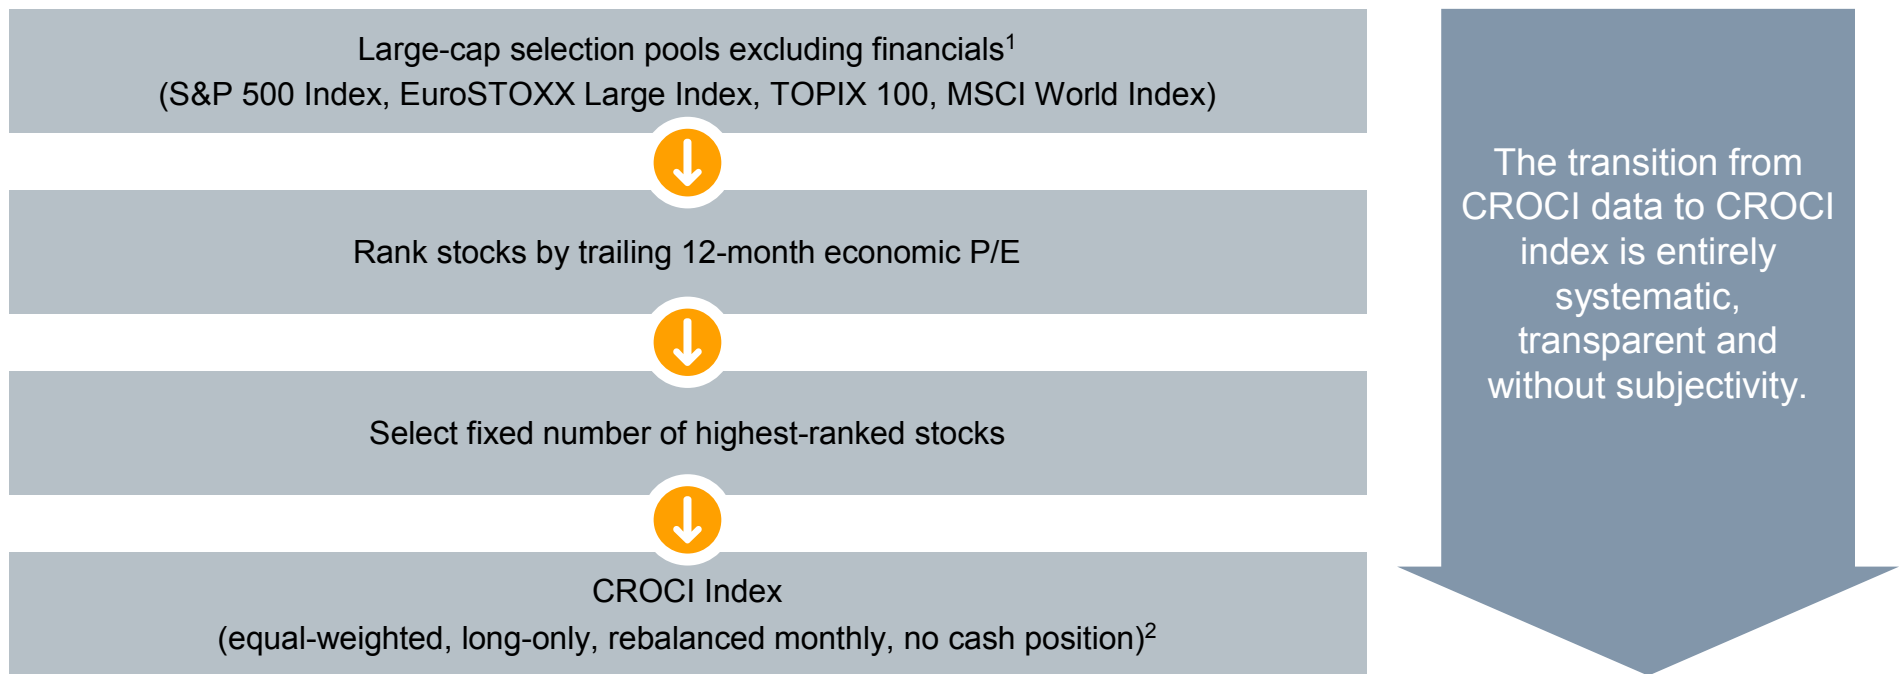 Large-cap selection pools excluding financials¹
(S&P 500 Index, EuroSTOXX Large Index, TOPIX 100, MSCI World Index)
Rank stocks by trailing 12-month economic P/E
Select fixed number of highest-ranked stocks
CROCI Index
(equal-weighted, long-only, rebalanced monthly, no cash position)²
The transition from
CROCI data to CROCI
index is entirely
systematic,
transparent and
without subjectivity.